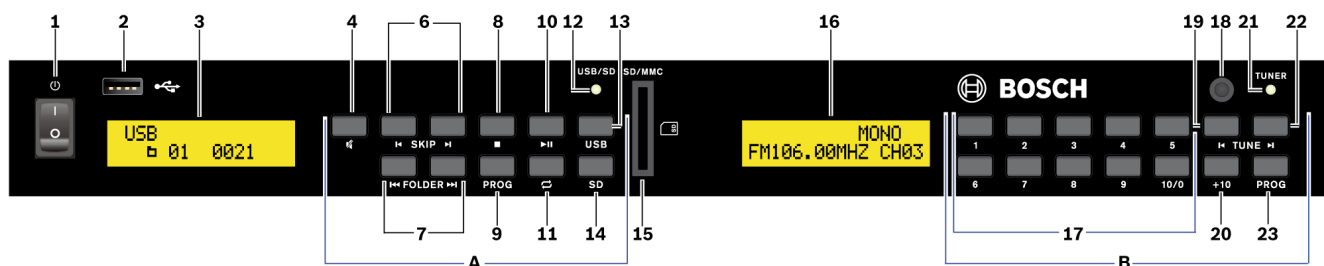 1 2 3 4 6 8 10 12 13 16 19 18 21 22
USB/SD SD/MMC TUNER
BOSCH
I
O
USB
01 0021
MONO
FM106.00MHZ CH03
SKIP USB 1 2 3 4 5 TUNE
SD
FOLDER PROG SD 6 7 8 9 10/0 +10 PROG
7 9 11 14 15 17 20 23
A B